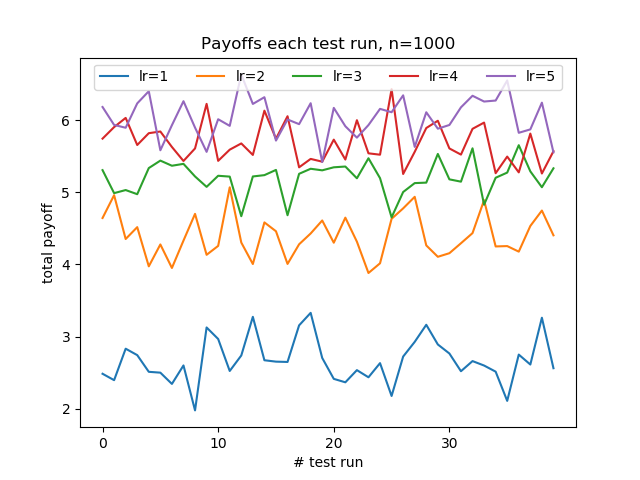 Payoffs each test run, n=1000
lr=1 lr=2 lr=3 lr=4 lr=5
total payoff
6
5
4
3
2
0 10 20 30
# test run